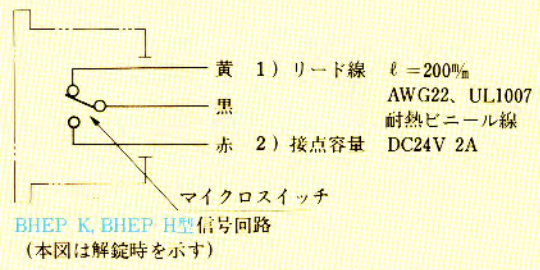 黄 1) リード線 ℓ=200㎜
黒 AWG22、UL1007
耐熱ビニール線
赤 2) 接点容量 DC24V 2A
マイクロスイッチ
BHEP K, BHEP H型信号回路
(本図は解錠時を示す)